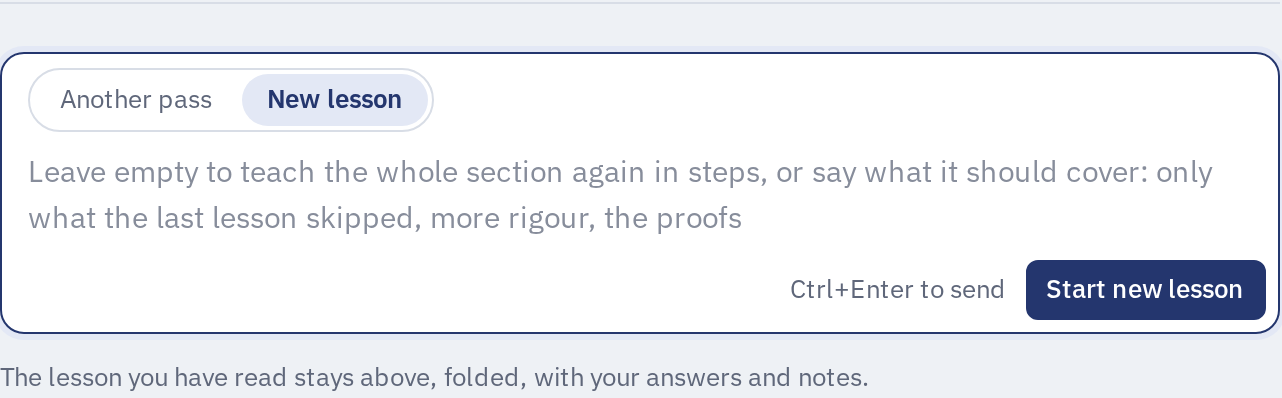 Another pass
New lesson
Leave empty to teach the whole section again in steps, or say what it should cover: only
what the last lesson skipped, more rigour, the proofs
Ctrl+Enter to send
Start new lesson
The lesson you have read stays above, folded, with your answers and notes.